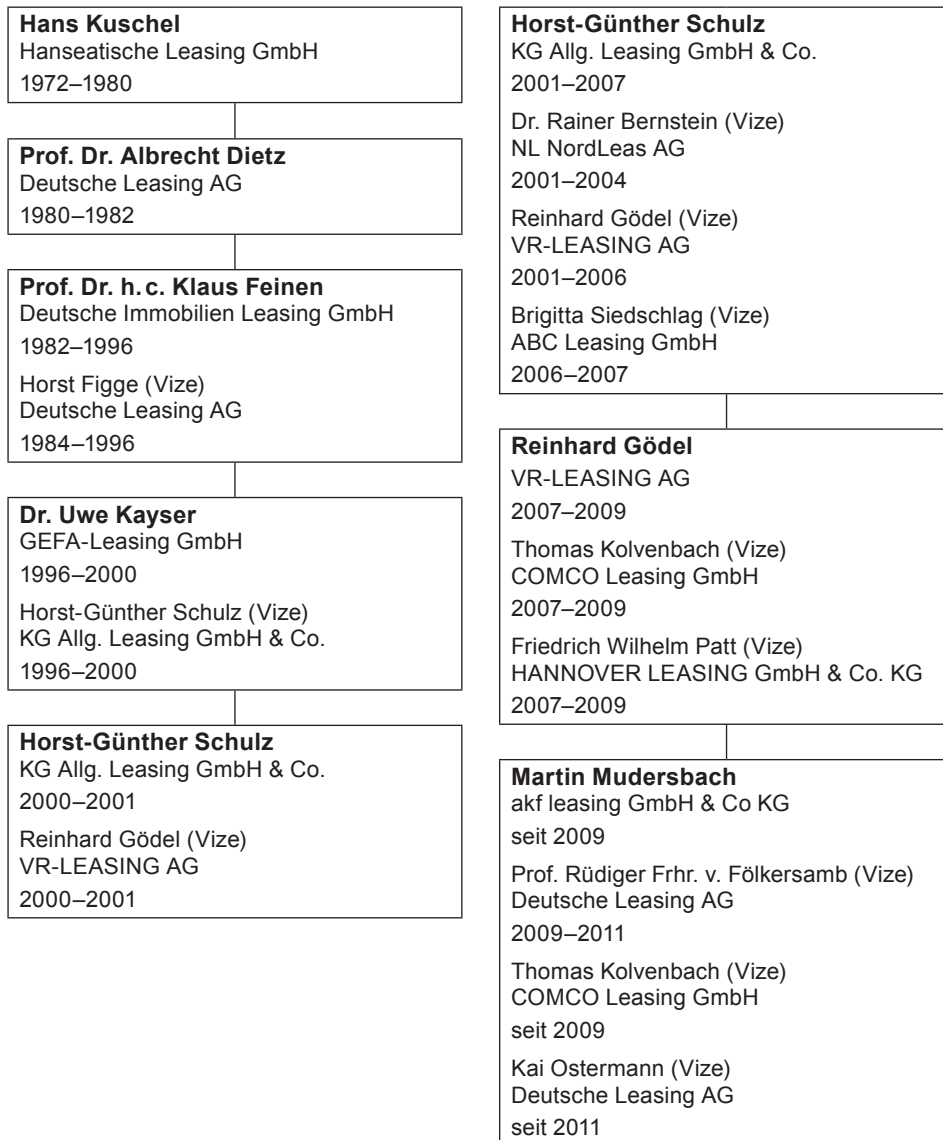 Hans Kuschel
Hanseatische Leasing GmbH
1972–1980
Prof. Dr. Albrecht Dietz
Deutsche Leasing AG
1980–1982
Prof. Dr. h. c. Klaus Feinen
Deutsche Immobilien Leasing GmbH
1982–1996
Horst Figge (Vize)
Deutsche Leasing AG
1984–1996
Dr. Uwe Kayser
GEFA-Leasing GmbH
1996–2000
Horst-Günther Schulz (Vize)
KG Allg. Leasing GmbH & Co.
1996–2000
Horst-Günther Schulz
KG Allg. Leasing GmbH & Co.
2000–2001
Reinhard Gödel (Vize)
VR-LEASING AG
2000–2001
Horst-Günther Schulz
KG Allg. Leasing GmbH & Co.
2001–2007
Dr. Rainer Bernstein (Vize)
NL NordLeas AG
2001–2004
Reinhard Gödel (Vize)
VR-LEASING AG
2001–2006
Brigitta Siedschlag (Vize)
ABC Leasing GmbH
2006–2007
Reinhard Gödel
VR-LEASING AG
2007–2009
Thomas Kolvenbach (Vize)
COMCO Leasing GmbH
2007–2009
Friedrich Wilhelm Patt (Vize)
HANNOVER LEASING GmbH & Co. KG
2007–2009
Martin Mudersbach
akf leasing GmbH & Co KG
seit 2009
Prof. Rüdiger Frhr. v. Fölkersamb (Vize)
Deutsche Leasing AG
2009–2011
Thomas Kolvenbach (Vize)
COMCO Leasing GmbH
seit 2009
Kai Ostermann (Vize)
Deutsche Leasing AG
seit 2011